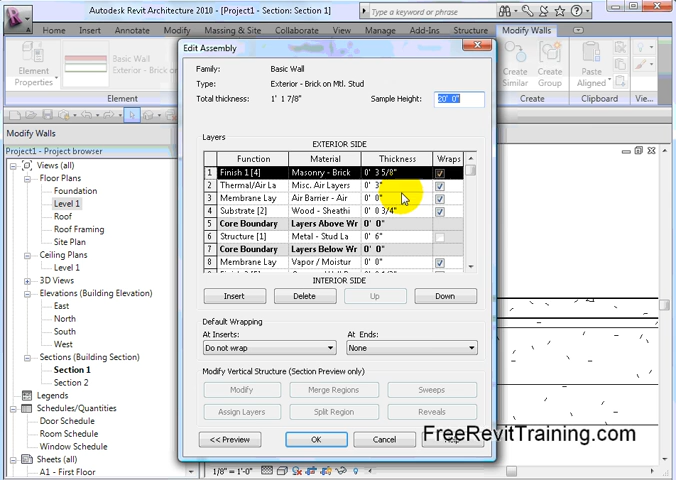 Autodesk Revit Architecture 2010 - [Project1 - Section: Section 1]
Type a keyword or phrase
Home Insert Annotate Modify Massing & Site Collaborate View Manage Add-Ins Structure Modify Walls
Element
Properties
Basic Wall
Exterior - Brick on Mtl. Stud
Element
Create
Similar
Create
Group
Create
Paste
Aligned
Clipboard
View...
Modify Walls
Project1 - Project browser
Views (all)
Floor Plans
Foundation
Level 1
Roof
Roof Framing
Site Plan
Ceiling Plans
Level 1
3D Views
Elevations (Building Elevation)
East
North
South
West
Sections (Building Section)
Section 1
Section 2
Legends
Schedules/Quantities
Door Schedule
Room Schedule
Window Schedule
Sheets (all)
A1 - First Floor
Edit Assembly
Family: Basic Wall
Type: Exterior - Brick on Mtl. Stud
Total thickness: 1' 1 7/8" Sample Height: 20' 0"
Layers
EXTERIOR SIDE
Function Material Thickness Wraps
1 Finish 1 [4] Masonry - Brick 0' 3 5/8"
2 Thermal/Air La Misc. Air Layers 0' 3"
3 Membrane Lay Air Barrier - Air 0' 0"
4 Substrate [2] Wood - Sheathi 0' 0 3/4"
5 Core Boundary Layers Above Wr 0' 0"
6 Structure [1] Metal - Stud La 0' 6"
7 Core Boundary Layers Below Wr 0' 0"
8 Membrane Lay Vapor / Moistur 0' 0"
INTERIOR SIDE
Insert Delete Up Down
Default Wrapping
At Inserts: At Ends:
Do not wrap None
Modify Vertical Structure (Section Preview only)
Modify Merge Regions Sweeps
Assign Layers Split Region Reveals
<< Preview OK Cancel
FreeRevitTraining.com
1/8" = 1'-0"